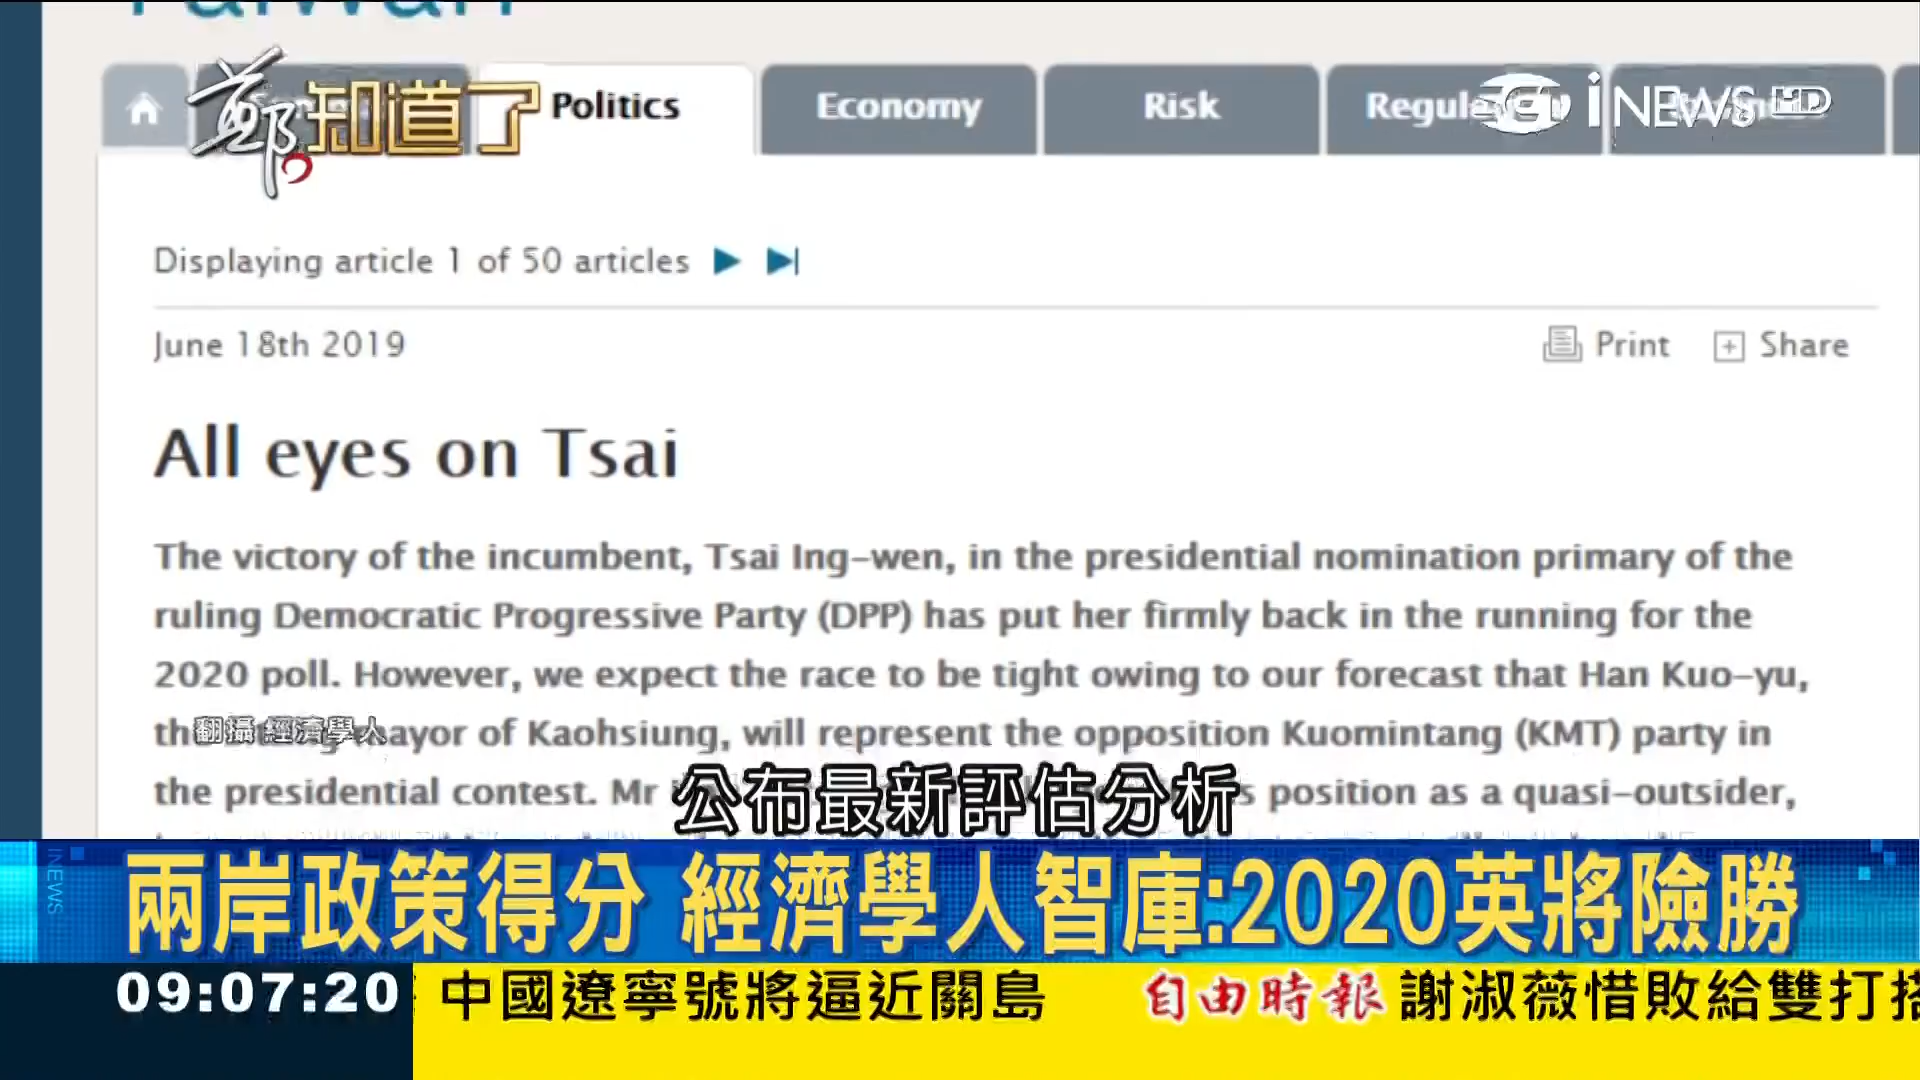 Taiwan
鄭知道了
Politics
Economy
Risk
iNEWS HD
Displaying article 1 of 50 articles
June 18th 2019
Print
Share
All eyes on Tsai
The victory of the incumbent, Tsai Ing-wen, in the presidential nomination primary of the
ruling Democratic Progressive Party (DPP) has put her firmly back in the running for the
2020 poll. However, we expect the race to be tight owing to our forecast that Han Kuo-yu,
mayor of Kaohsiung, will represent the opposition Kuomintang (KMT) party in
翻攝 經濟學人
the presidential contest. Mr
position as a quasi-outsider,
公布最新評估分析
iNEWS
兩岸政策得分 經濟學人智庫:2020英將險勝
09:07:20
中國遼寧號將逼近關島
自由時報 謝淑薇惜敗給雙打搭